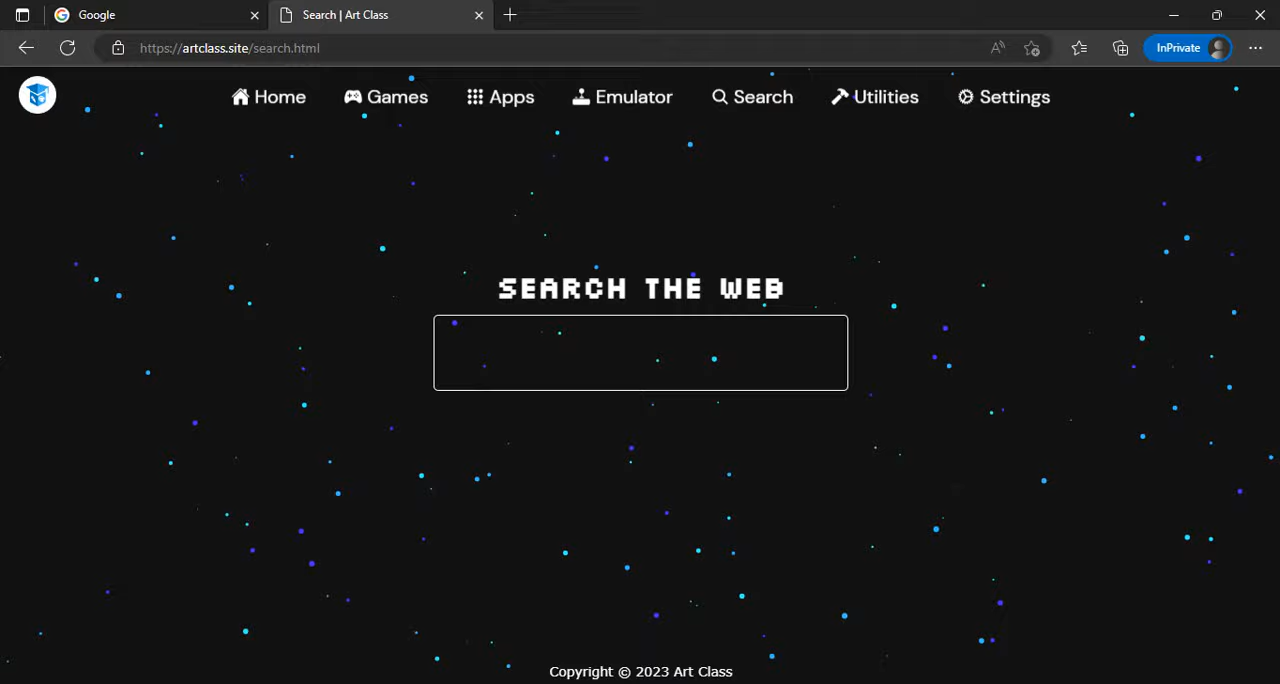 Google
Search | Art Class
https://artclass.site/search.html
InPrivate
Home
Games
Apps
Emulator
Search
Utilities
Settings
SEARCH THE WEB
Copyright © 2023 Art Class